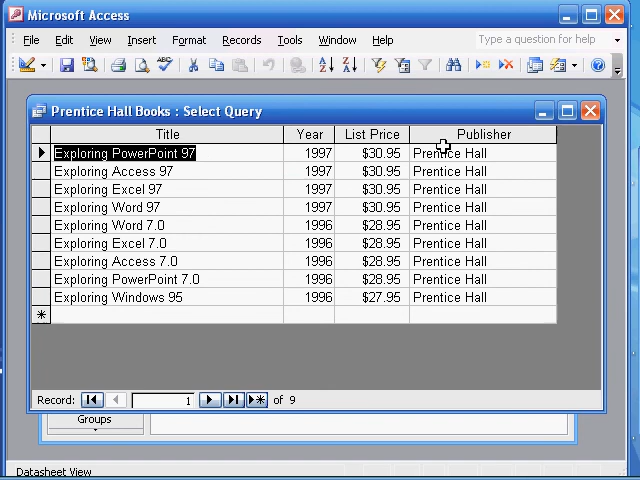 Microsoft Access
File Edit View Insert Format Records Tools Window Help Type a question for help
Prentice Hall Books : Select Query
Title Year List Price Publisher
Exploring PowerPoint 97 1997 $30.95 Prentice Hall
Exploring Access 97 1997 $30.95 Prentice Hall
Exploring Excel 97 1997 $30.95 Prentice Hall
Exploring Word 97 1997 $30.95 Prentice Hall
Exploring Word 7.0 1996 $28.95 Prentice Hall
Exploring Excel 7.0 1996 $28.95 Prentice Hall
Exploring Access 7.0 1996 $28.95 Prentice Hall
Exploring PowerPoint 7.0 1996 $28.95 Prentice Hall
Exploring Windows 95 1996 $27.95 Prentice Hall
Record: 1 of 9
Groups
Datasheet View